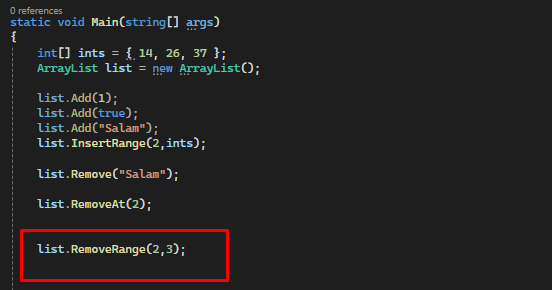 0 references
static void Main(string[] args)
{
int[] ints = { 14, 26, 37 };
ArrayList list = new ArrayList();
list.Add(1);
list.Add(true);
list.Add("Salam");
list.InsertRange(2,ints);
list.Remove("Salam");
list.RemoveAt(2);
list.RemoveRange(2,3);